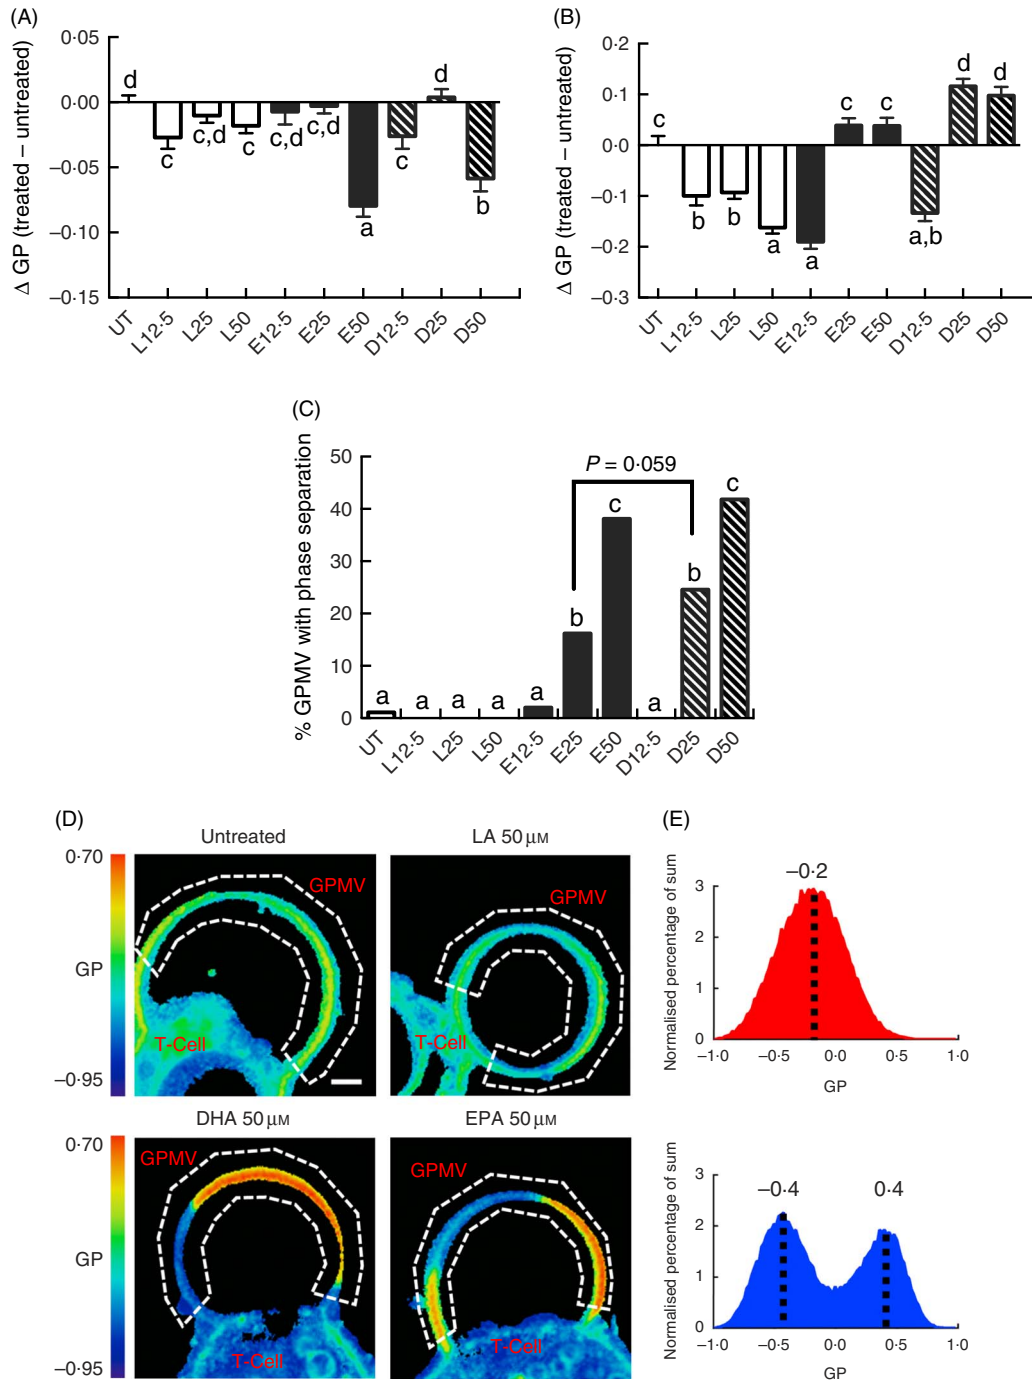 (A)
Δ GP (treated – untreated)
0·05
0·00
–0·05
–0·10
–0·15
d
c
c,d
c
c,d
c,d
a
c
d
b
UT
L12·5
L25
L50
E12·5
E25
E50
D12·5
D25
D50
(B)
Δ GP (treated – untreated)
0·2
0·1
0·0
–0·1
–0·2
–0·3
c
b
b
a
a
c
c
a,b
d
d
UT
L12·5
L25
L50
E12·5
E25
E50
D12·5
D25
D50
(C)
% GPMV with phase separation
50
40
30
20
10
0
P = 0·059
a
a
a
a
a
b
c
a
b
c
UT
L12·5
L25
L50
E12·5
E25
E50
D12·5
D25
D50
(D)
Untreated
LA 50 µM
0·70
GP
–0·95
GPMV
T-Cell
GPMV
T-Cell
DHA 50 µM
EPA 50 µM
0·70
GP
–0·95
GPMV
T-Cell
GPMV
T-Cell
(E)
Normalised percentage of sum
3
2
1
0
–0·2
–1·0
–0·5
0·0
0·5
1·0
GP
Normalised percentage of sum
3
2
1
0
–0·4
0·4
–1·0
–0·5
0·0
0·5
1·0
GP